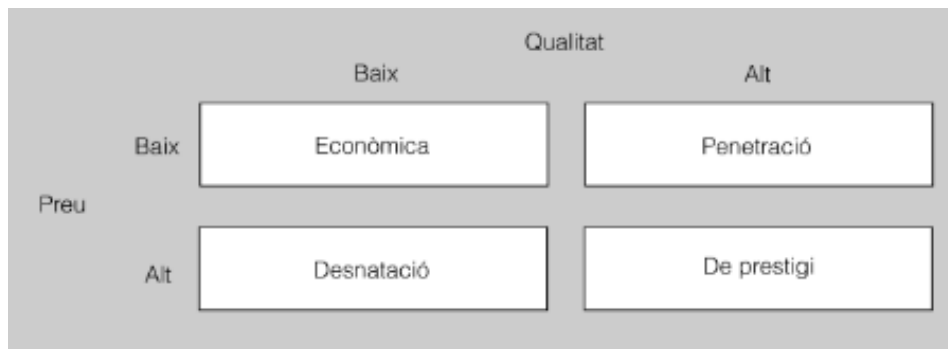 Qualitat
Baix Alt
Baix Econòmica Penetració
Preu
Alt Desnatació De prestigi